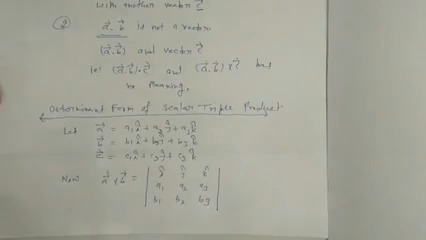 with another vector c⃗
② a⃗. b⃗ is not a vector
(a⃗.b⃗) and vector c⃗
(a⃗.b⃗).c⃗ and (a⃗.b⃗)×c⃗ has
no meaning.
Determinant Form of Scalar Triple Product
Let a⃗ = a₁î + a₂ĵ + a₃k̂
b⃗ = b₁î + b₂ĵ + b₃k̂
c⃗ = c₁î + c₂ĵ + c₃k̂
Now a⃗ × b⃗ = | î ĵ k̂ |
| a₁ a₂ a₃ |
| b₁ b₂ b₃ |